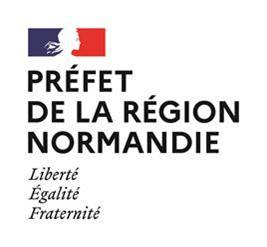 PRÉFET
DE LA RÉGION
NORMANDIE
Liberté
Égalité
Fraternité